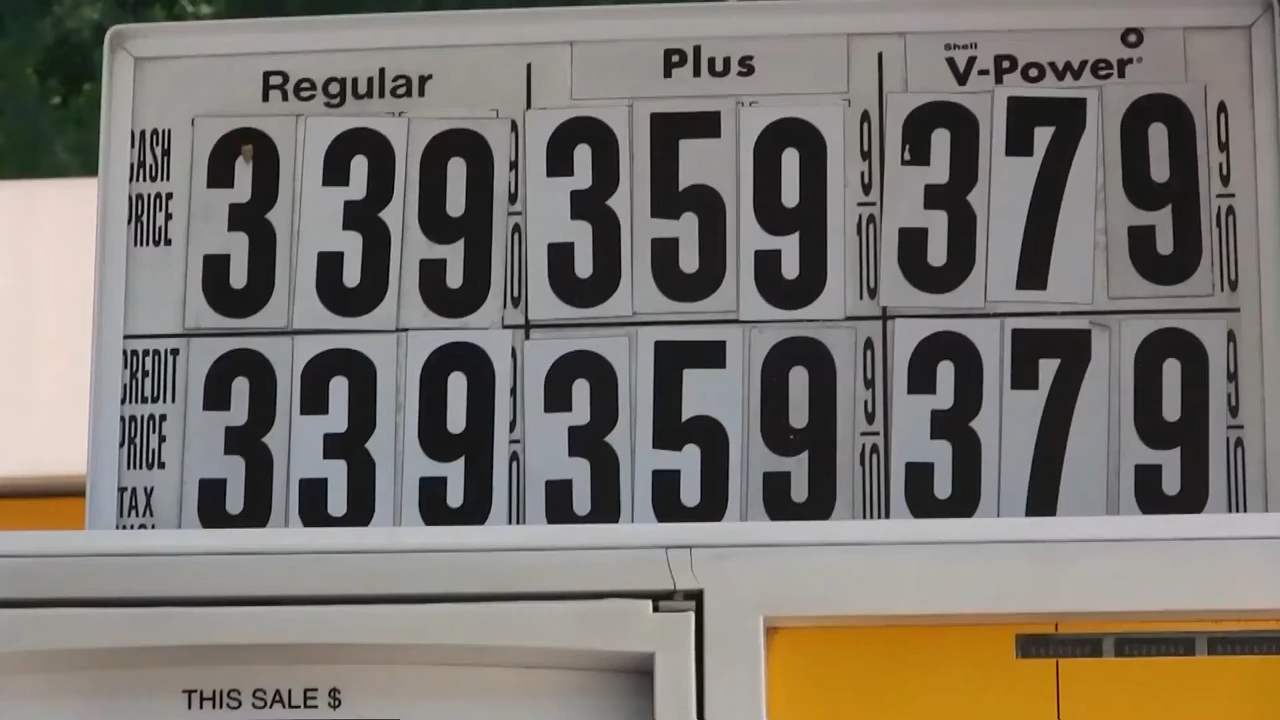 Regular
Plus
Shell
V-Power
CASH
PRICE
3 3 9 9/10
3 5 9 9/10
3 7 9 9/10
CREDIT
PRICE
TAX
3 3 9 9/10
3 5 9 9/10
3 7 9 9/10
THIS SALE $